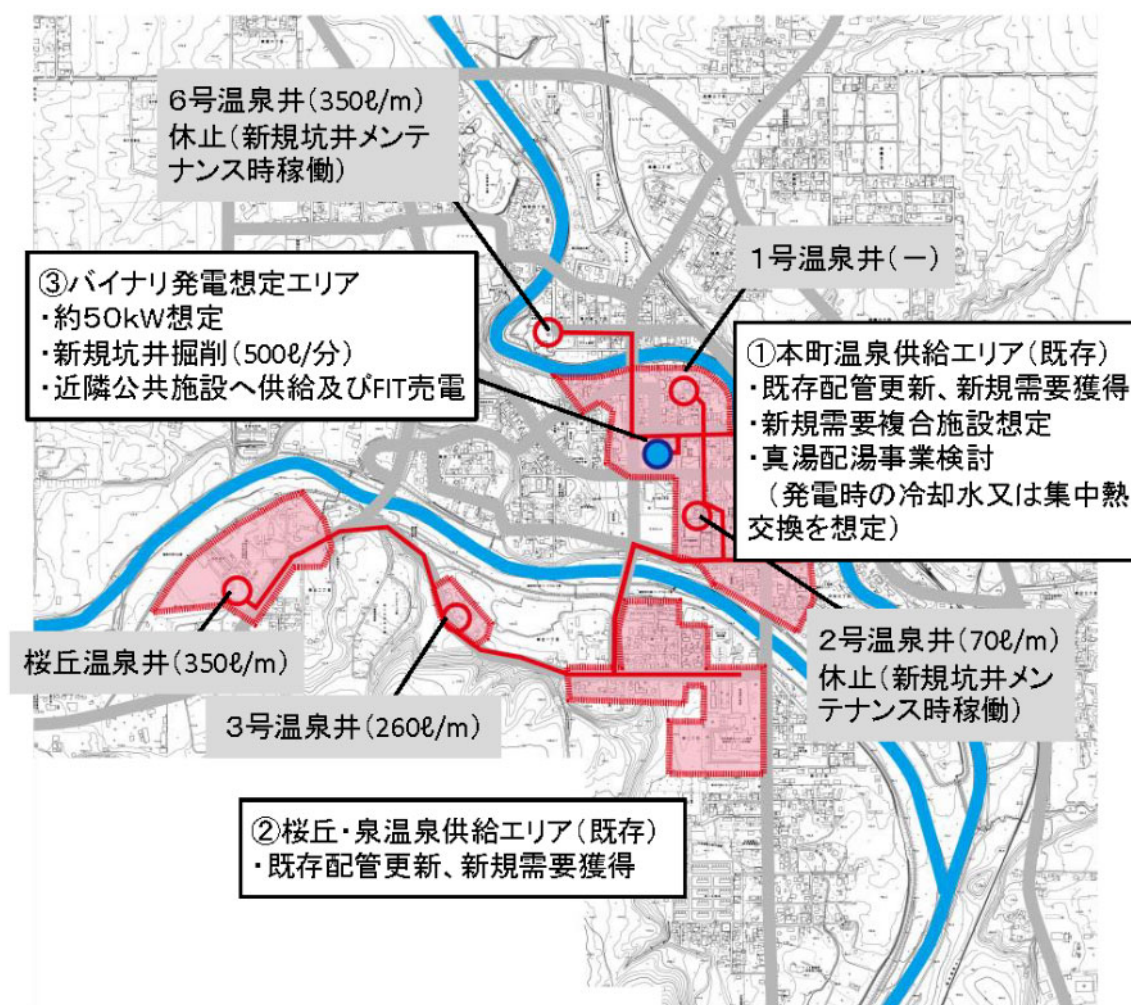 6号温泉井(350ℓ/m)
休止(新規坑井メンテ
ナンス時稼働)
1号温泉井(－)
③バイナリ発電想定エリア
・約50kW想定
・新規坑井掘削(500ℓ/分)
・近隣公共施設へ供給及びFIT売電
①本町温泉供給エリア(既存)
・既存配管更新、新規需要獲得
・新規需要複合施設想定
・真湯配湯事業検討
(発電時の冷却水又は集中熱
交換を想定)
桜丘温泉井(350ℓ/m)
3号温泉井(260ℓ/m)
2号温泉井(70ℓ/m)
休止(新規坑井メン
テナンス時稼働)
②桜丘・泉温泉供給エリア(既存)
・既存配管更新、新規需要獲得